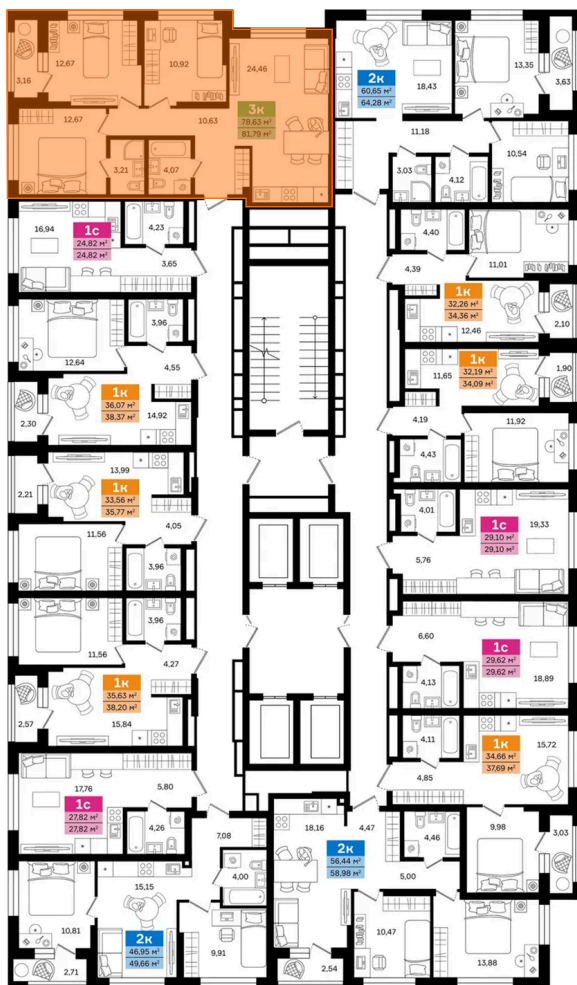 3,16
12,67
10,92
24,46
3к
78,63 м²
81,79 м²
12,67
10,63
3,21
4,07
2к
60,65 м²
64,28 м²
18,43
13,35
3,63
11,18
3,03
4,12
10,54
16,94
1с
24,82 м²
24,82 м²
4,23
3,65
4,40
11,01
4,39
1к
32,26 м²
34,36 м²
12,46
2,10
12,64
3,96
4,55
1к
36,07 м²
38,37 м²
14,92
2,30
11,65
1к
32,19 м²
34,09 м²
1,90
4,19
11,92
4,43
2,21
13,99
1к
33,56 м²
35,77 м²
4,05
11,56
3,96
4,01
1с
29,10 м²
29,10 м²
19,33
5,76
11,56
3,96
4,27
1к
35,63 м²
38,20 м²
15,84
2,57
6,60
1с
29,62 м²
29,62 м²
18,89
4,13
4,11
1к
34,66 м²
37,69 м²
15,72
4,85
17,76
5,80
1с
27,82 м²
27,82 м²
4,26
7,08
18,16
4,47
2к
56,44 м²
58,98 м²
4,46
5,00
9,98
3,03
15,15
4,00
10,81
2к
46,95 м²
49,66 м²
9,91
2,71
2,54
10,47
13,88